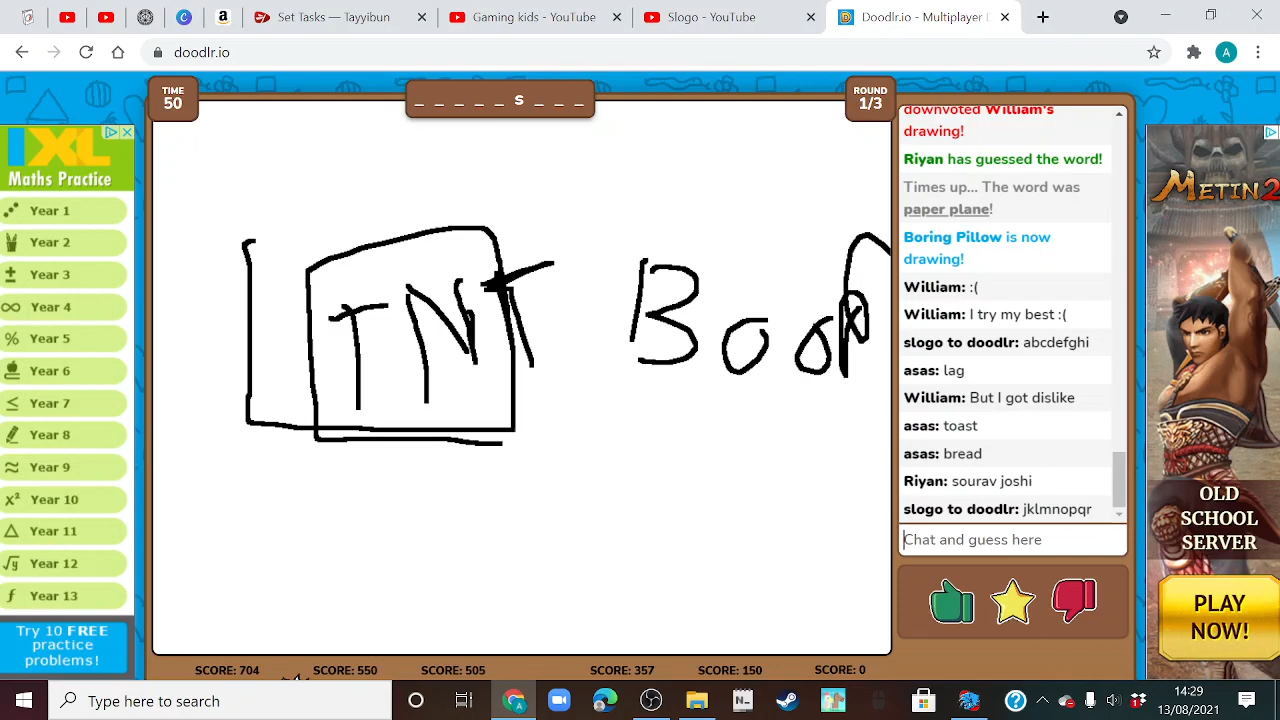 Set Tasks — C
Gaming kids - YouTube
Slogo - YouTube
Doodlr - Multiplayer
doodlr.io
A
TIME
50
_ _ _ _ _ s _ _ _
ROUND
1/3
TNT Boo
IXL
Maths Practice
Year 1
Year 2
Year 3
Year 4
Year 5
Year 6
Year 7
Year 8
Year 9
Year 10
Year 11
Year 12
Year 13
Try 10 FREE
practice
problems!
downvoted William's
drawing!
Riyan has guessed the word!
Times up... The word was
paper plane!
Boring Pillow is now
drawing!
William: :(
William: I try my best :(
slogo to doodlr: abcdefghi
asas: lag
William: But I got dislike
asas: toast
asas: bread
Riyan: sourav joshi
slogo to doodlr: jklmnopqr
Chat and guess here
METIN2
OLD
SCHOOL
SERVER
PLAY
NOW!
SCORE: 704
SCORE: 550
SCORE: 505
SCORE: 357
SCORE: 150
SCORE: 0
Type here to search
14:29
13/08/2021